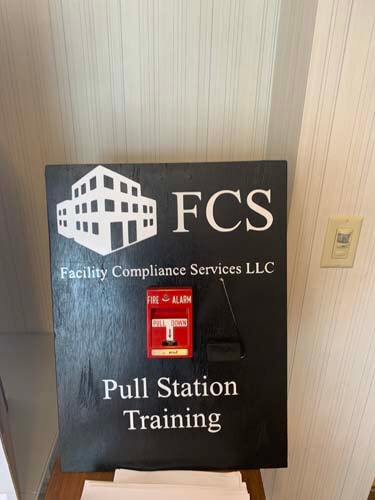 FCS
Facility Compliance Services LLC
FIRE ALARM
PULL DOWN
Pull Station
Training